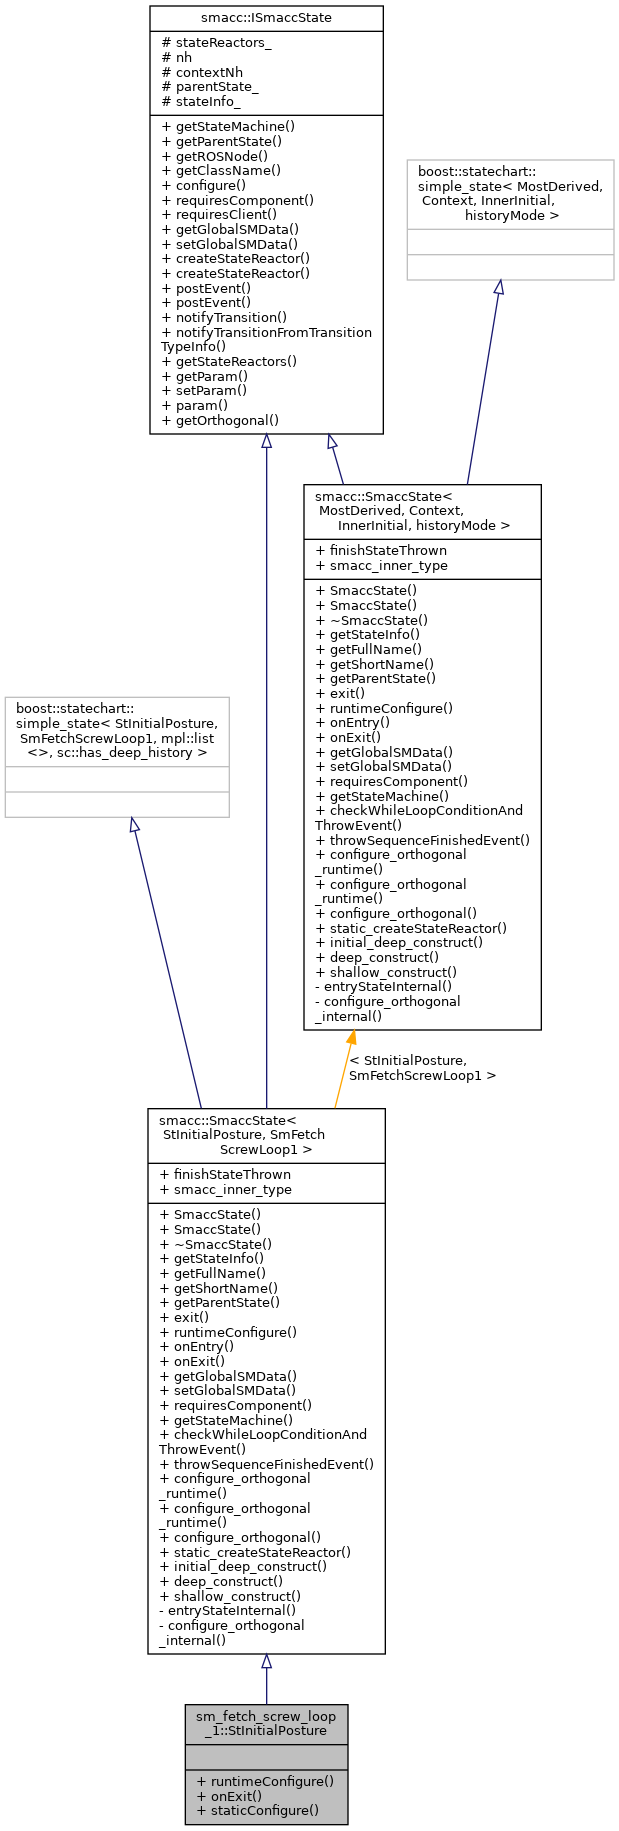 smacc::ISmaccState
# stateReactors_
# nh
# contextNh
# parentState_
# stateInfo_
+ getStateMachine()
+ getParentState()
+ getROSNode()
+ getClassName()
+ configure()
+ requiresComponent()
+ requiresClient()
+ getGlobalSMData()
+ setGlobalSMData()
+ createStateReactor()
+ createStateReactor()
+ postEvent()
+ postEvent()
+ notifyTransition()
+ notifyTransitionFromTransition
TypeInfo()
+ getStateReactors()
+ getParam()
+ setParam()
+ param()
+ getOrthogonal()
boost::statechart::
simple_state< MostDerived,
Context, InnerInitial,
historyMode >
smacc::SmaccState<
MostDerived, Context,
InnerInitial, historyMode >
+ finishStateThrown
+ smacc_inner_type
+ SmaccState()
+ SmaccState()
+ ~SmaccState()
+ getStateInfo()
+ getFullName()
+ getShortName()
+ getParentState()
+ exit()
+ runtimeConfigure()
+ onEntry()
+ onExit()
+ getGlobalSMData()
+ setGlobalSMData()
+ requiresComponent()
+ getStateMachine()
+ checkWhileLoopConditionAnd
ThrowEvent()
+ throwSequenceFinishedEvent()
+ configure_orthogonal
_runtime()
+ configure_orthogonal
_runtime()
+ configure_orthogonal()
+ static_createStateReactor()
+ initial_deep_construct()
+ deep_construct()
+ shallow_construct()
- entryStateInternal()
- configure_orthogonal
_internal()
boost::statechart::
simple_state< StInitialPosture,
SmFetchScrewLoop1, mpl::list
<>, sc::has_deep_history >
< StInitialPosture,
SmFetchScrewLoop1 >
smacc::SmaccState<
StInitialPosture, SmFetch
ScrewLoop1 >
+ finishStateThrown
+ smacc_inner_type
+ SmaccState()
+ SmaccState()
+ ~SmaccState()
+ getStateInfo()
+ getFullName()
+ getShortName()
+ getParentState()
+ exit()
+ runtimeConfigure()
+ onEntry()
+ onExit()
+ getGlobalSMData()
+ setGlobalSMData()
+ requiresComponent()
+ getStateMachine()
+ checkWhileLoopConditionAnd
ThrowEvent()
+ throwSequenceFinishedEvent()
+ configure_orthogonal
_runtime()
+ configure_orthogonal
_runtime()
+ configure_orthogonal()
+ static_createStateReactor()
+ initial_deep_construct()
+ deep_construct()
+ shallow_construct()
- entryStateInternal()
- configure_orthogonal
_internal()
sm_fetch_screw_loop
_1::StInitialPosture
+ runtimeConfigure()
+ onExit()
+ staticConfigure()